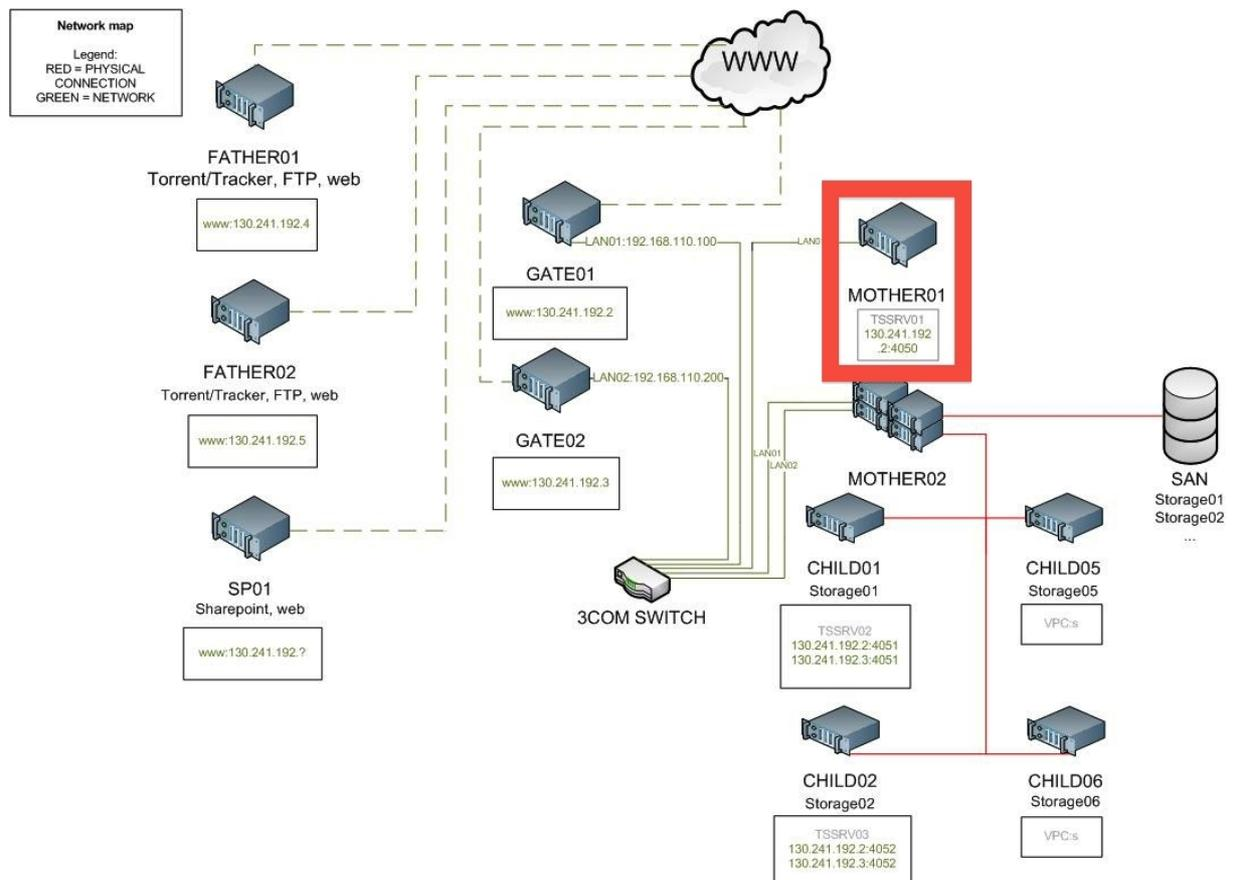 Network map
Legend:
RED = PHYSICAL
CONNECTION
GREEN = NETWORK
WWW
FATHER01
Torrent/Tracker, FTP, web
www:130.241.192.4
FATHER02
Torrent/Tracker, FTP, web
www:130.241.192.5
SP01
Sharepoint, web
www:130.241.192.?
LAN01:192.168.110.100
GATE01
www:130.241.192.2
LAN02:192.168.110.200
GATE02
www:130.241.192.3
3COM SWITCH
LAN0
MOTHER01
TSSRV01
130.241.192
.2:4050
LAN01
LAN02
MOTHER02
SAN
Storage01
Storage02
...
CHILD01
Storage01
TSSRV02
130.241.192.2:4051
130.241.192.3:4051
CHILD05
Storage05
VPC:s
CHILD02
Storage02
TSSRV03
130.241.192.2:4052
130.241.192.3:4052
CHILD06
Storage06
VPC:s